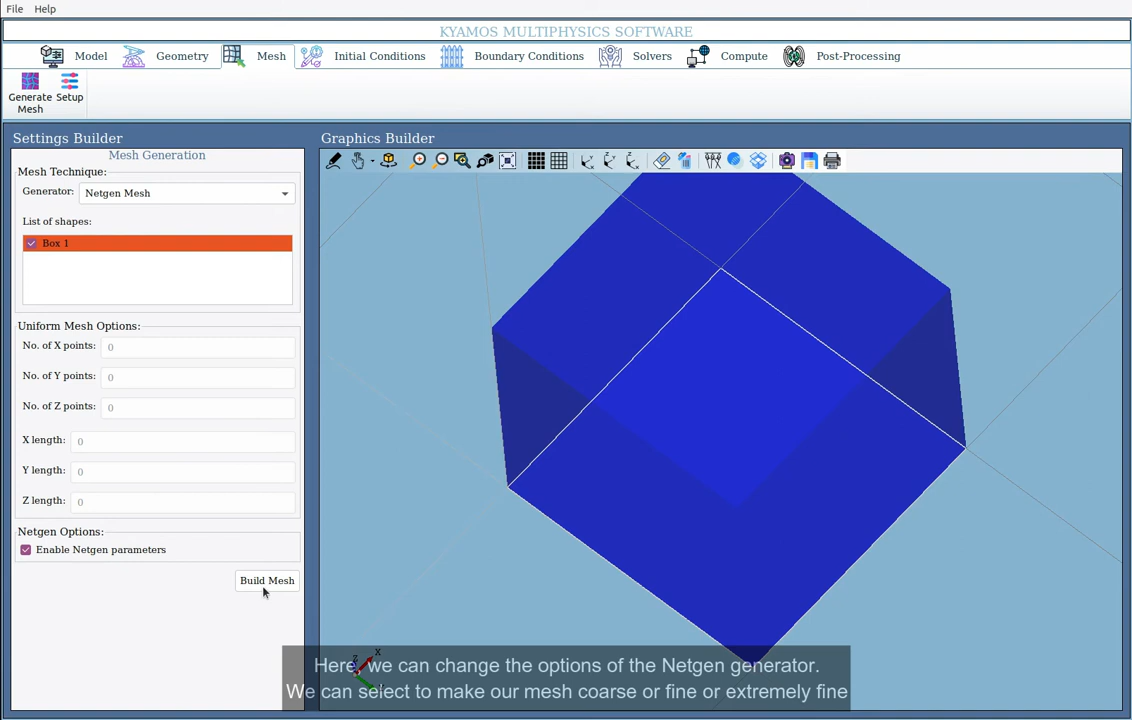 File Help
KYAMOS MULTIPHYSICS SOFTWARE
Model Geometry Mesh Initial Conditions Boundary Conditions Solvers Compute Post-Processing
Generate Mesh
Setup
Settings Builder
Graphics Builder
Mesh Generation
Mesh Technique:
Generator: Netgen Mesh
List of shapes:
Box 1
Uniform Mesh Options:
No. of X points: 0
No. of Y points: 0
No. of Z points: 0
X length: 0
Y length: 0
Z length: 0
Netgen Options:
Enable Netgen parameters
Build Mesh
Z X
Here, we can change the options of the Netgen generator.
We can select to make our mesh coarse or fine or extremely fine